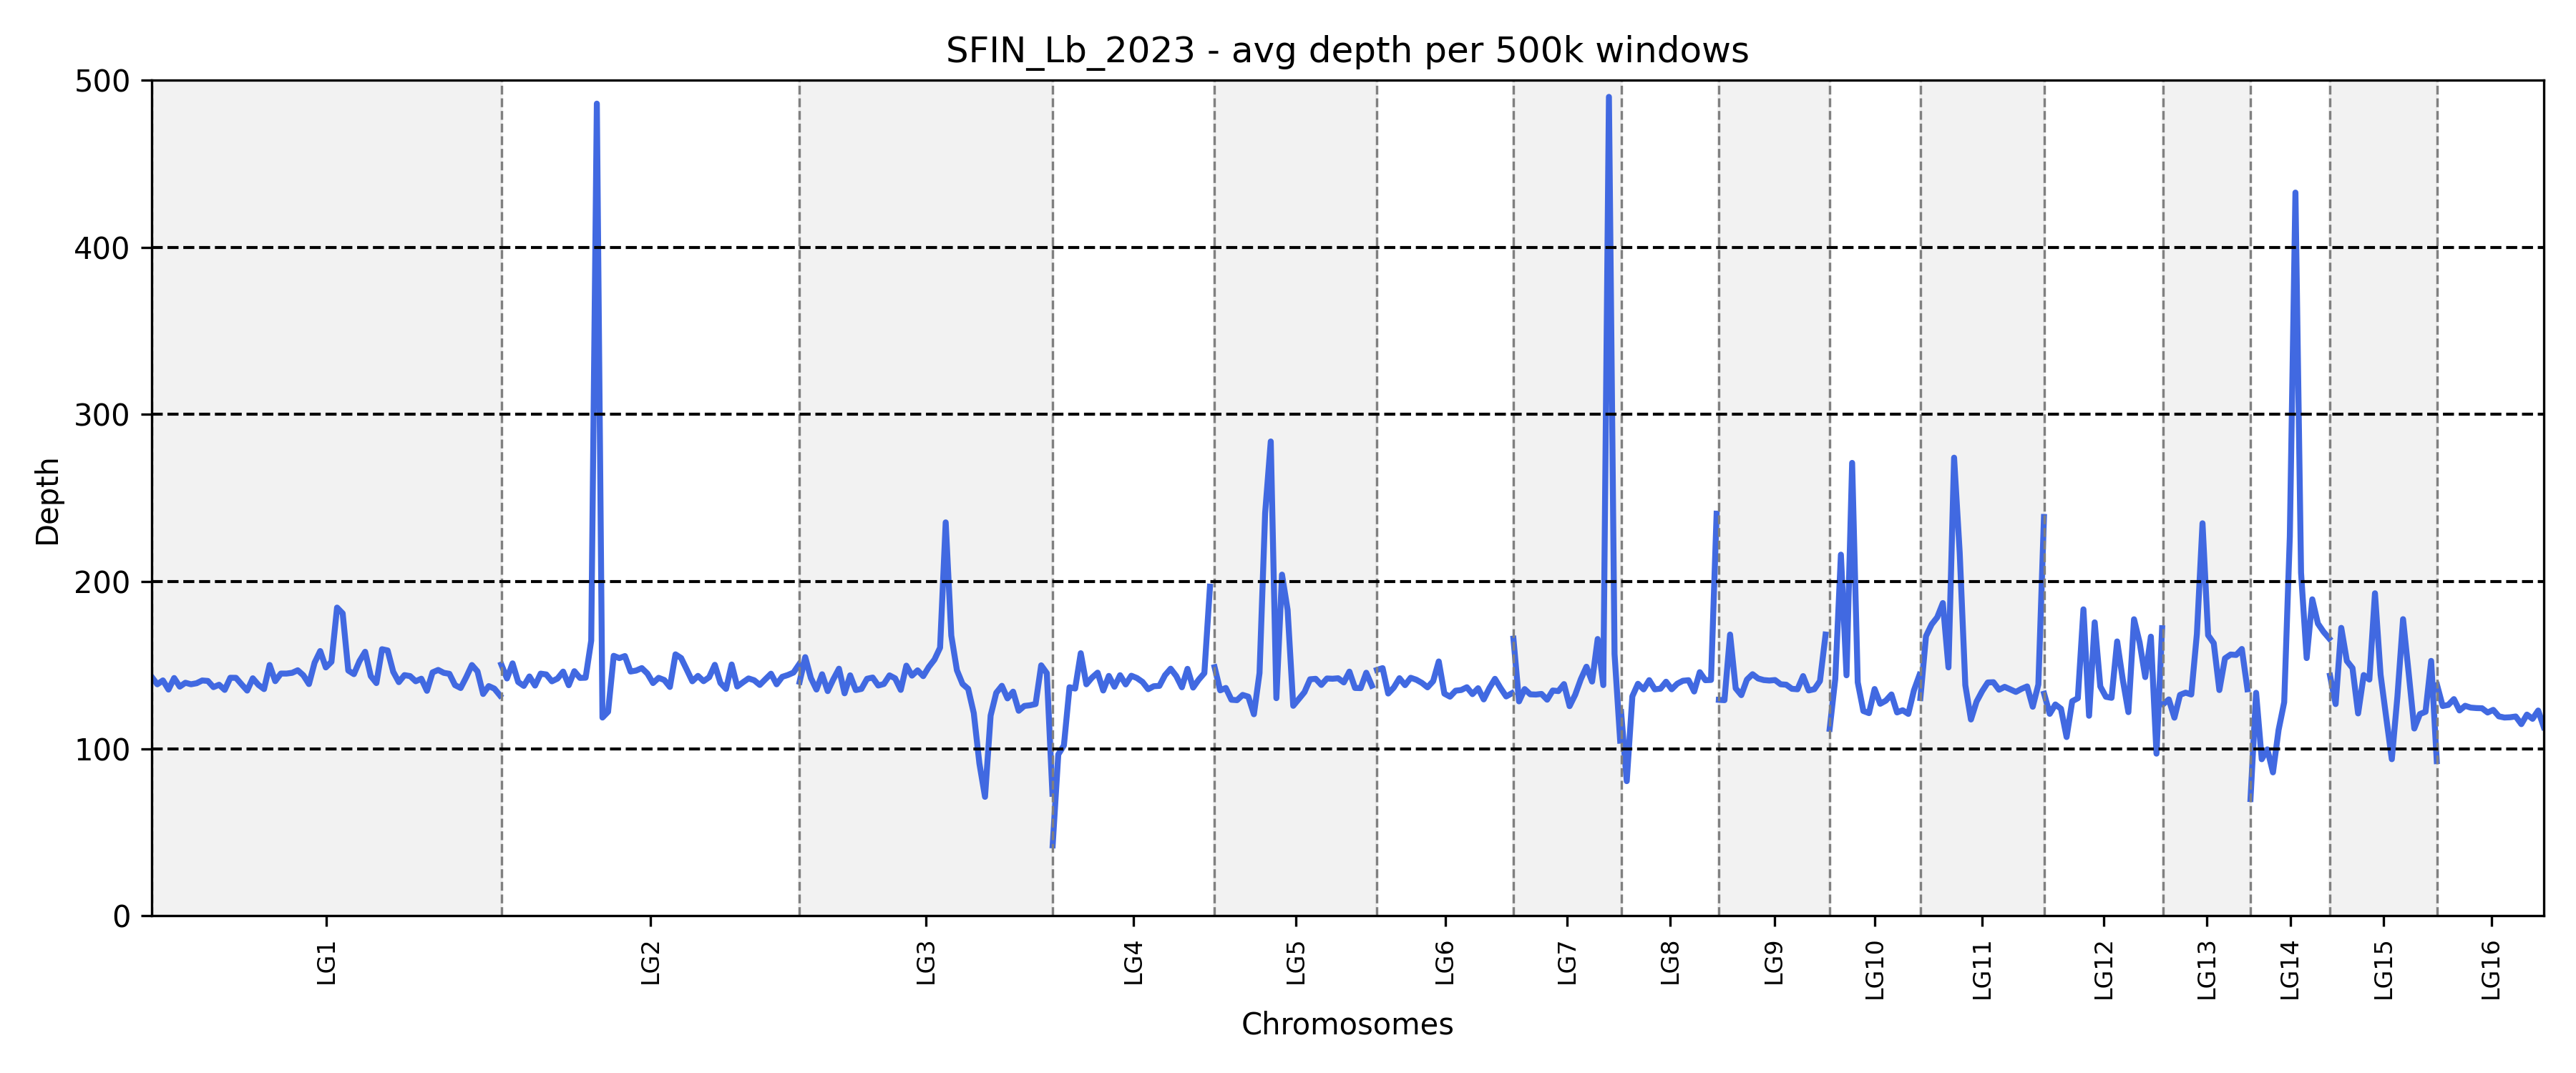 SFIN_Lb_2023 - avg depth per 500k windows
500
400
300
200
100
0
Depth
LG1
LG2
LG3
LG4
LG5
LG6
LG7
LG8
LG9
LG10
LG11
LG12
LG13
LG14
LG15
LG16
Chromosomes